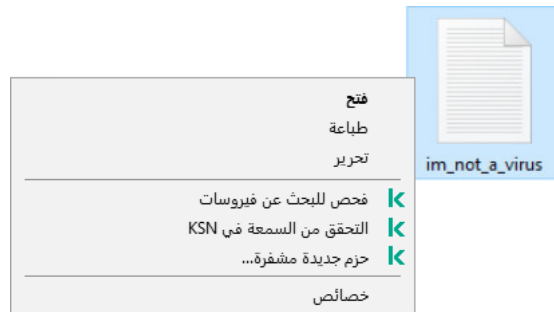 im_not_a_virus
فتح
طباعة
تحرير
فحص للبحث عن فيروسات
التحقق من السمعة في KSN
حزم جديدة مشفرة...
خصائص